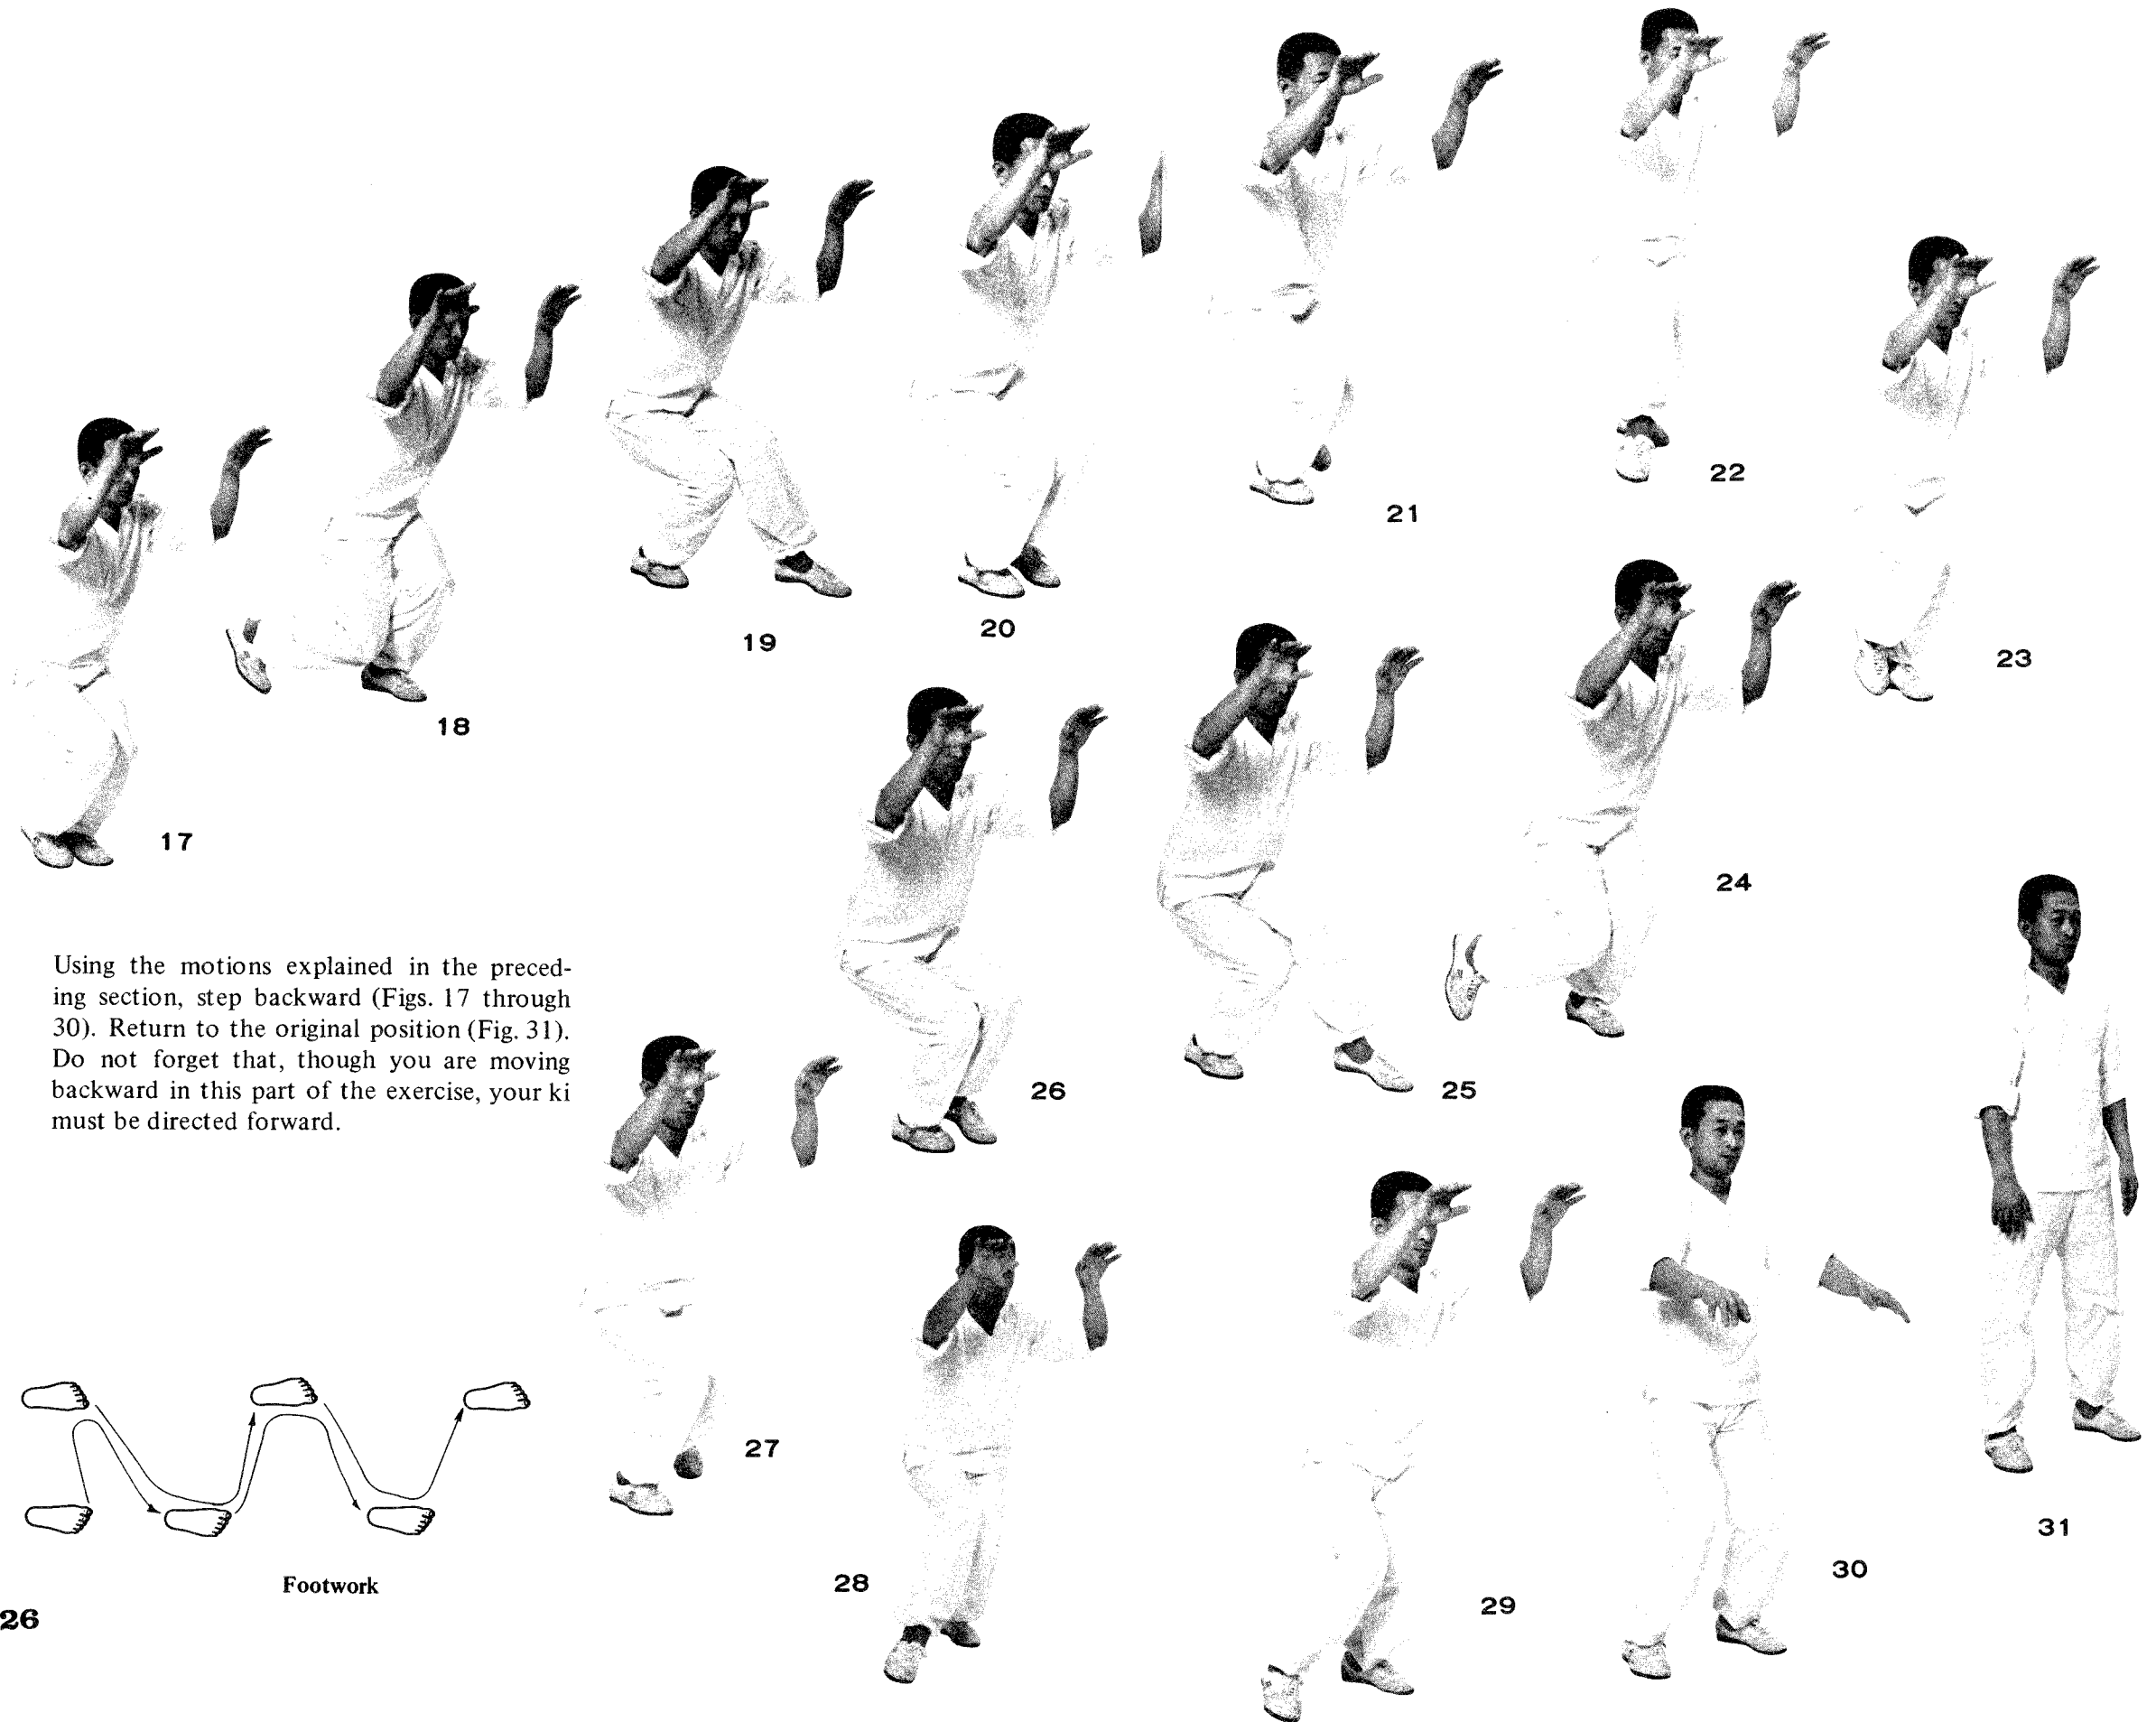 21
22
19
20
23
18
17
24
Using the motions explained in the preced-
ing section, step backward (Figs. 17 through
30). Return to the original position (Fig. 31).
Do not forget that, though you are moving
backward in this part of the exercise, your ki
must be directed forward.
26
25
27
31
28
30
29
Footwork
26